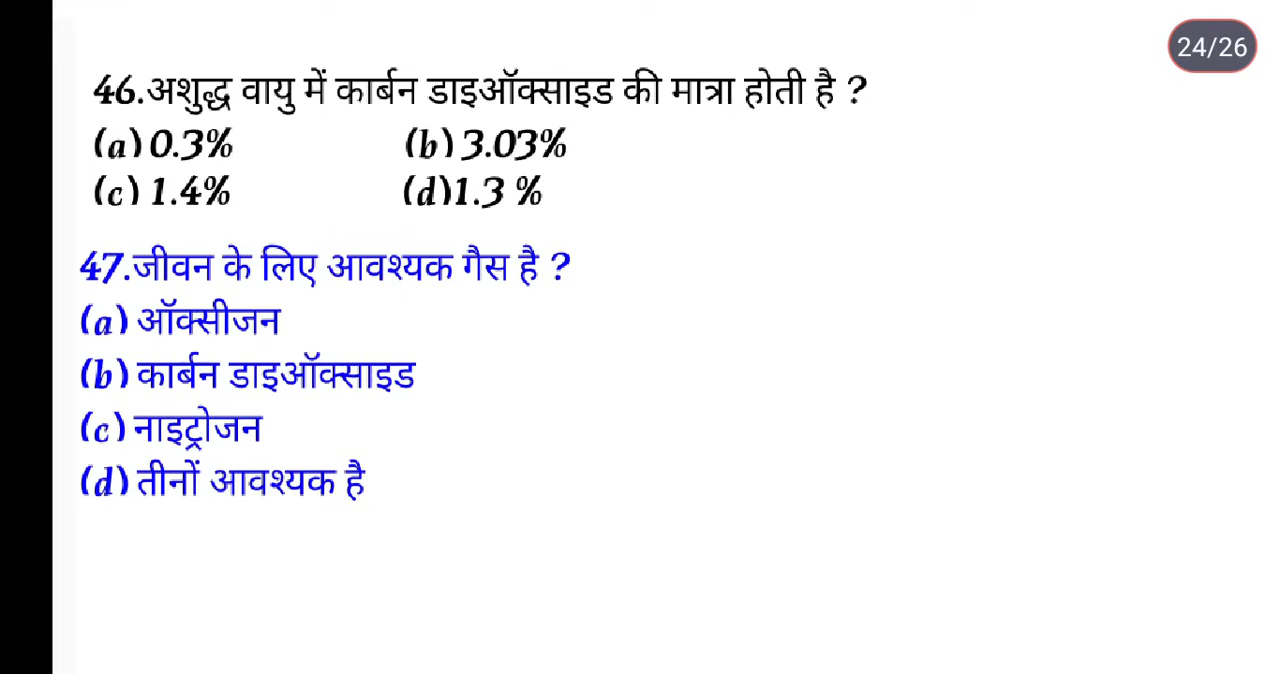 24/26
46.अशुद्ध वायु में कार्बन डाइऑक्साइड की मात्रा होती है ?
(a) 0.3% (b) 3.03%
(c) 1.4% (d)1.3 %
47.जीवन के लिए आवश्यक गैस है ?
(a) ऑक्सीजन
(b) कार्बन डाइऑक्साइड
(c) नाइट्रोजन
(d) तीनों आवश्यक है